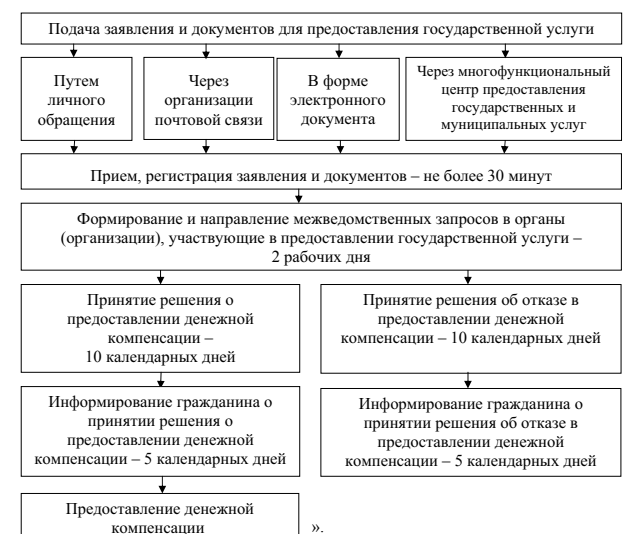 Подача заявления и документов для предоставления государственной услуги
Путем
личного
обращения
Через
организации
почтовой связи
В форме
электронного
документа
Через многофункциональный
центр предоставления
государственных и
муниципальных услуг
Прием, регистрация заявления и документов – не более 30 минут
Формирование и направление межведомственных запросов в органы
(организации), участвующие в предоставлении государственной услуги –
2 рабочих дня
Принятие решения о
предоставлении денежной
компенсации –
10 календарных дней
Принятие решения об отказе в
предоставлении денежной
компенсации – 10 календарных дней
Информирование гражданина о
принятии решения о
предоставлении денежной
компенсации – 5 календарных дней
Информирование гражданина о
принятии решения об отказе в
предоставлении денежной
компенсации – 5 календарных дней
Предоставление денежной
компенсации
».